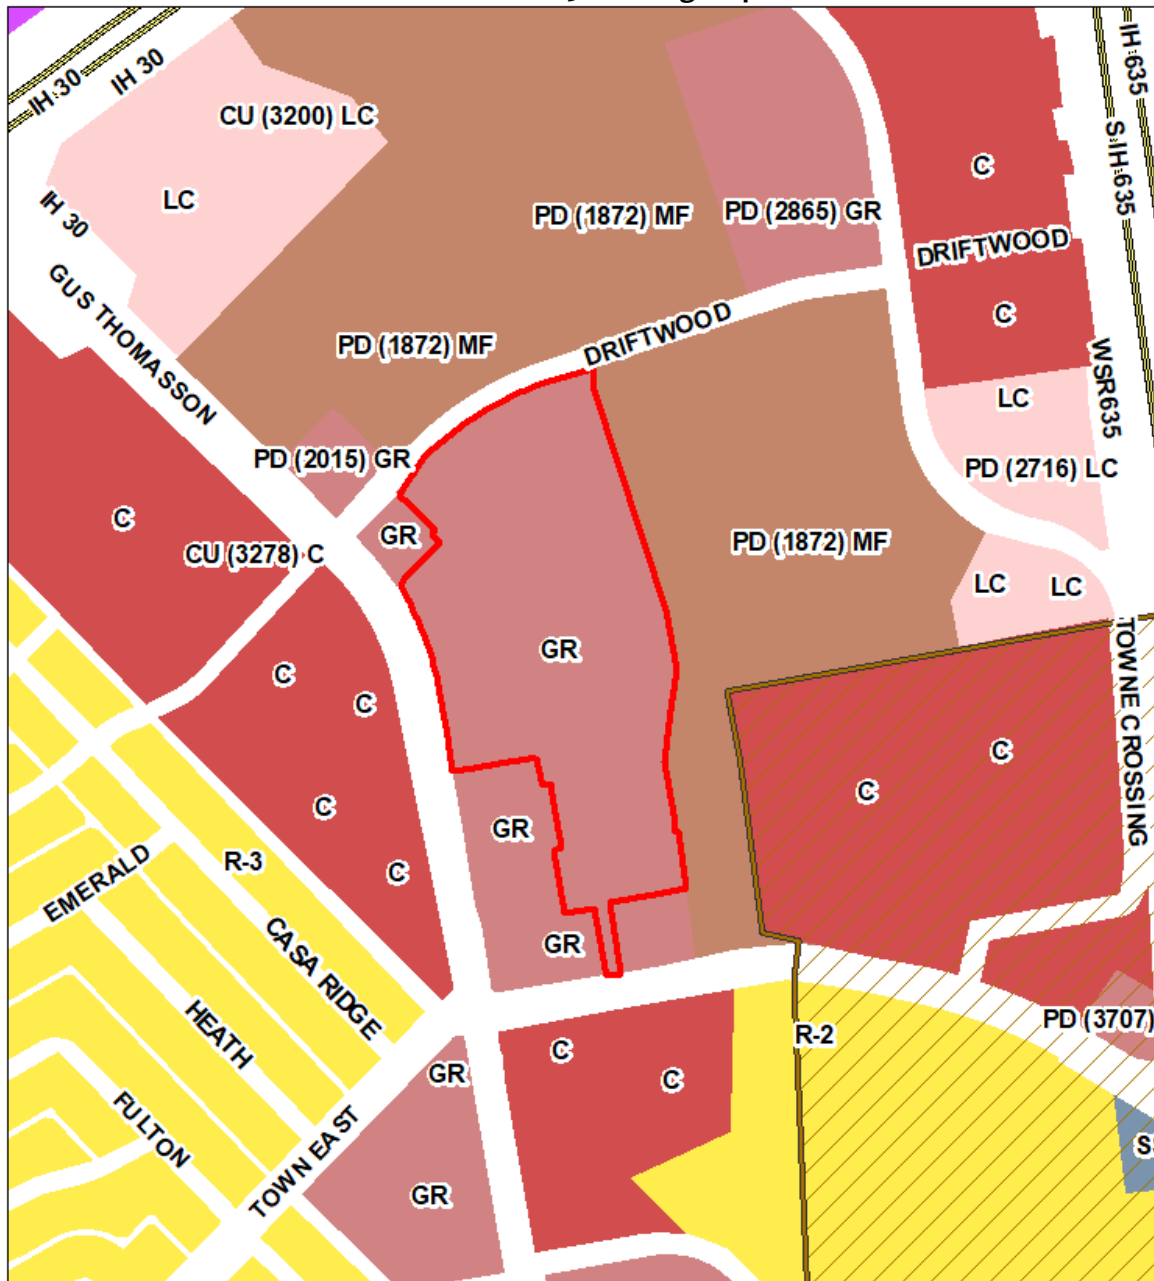 IH 30
IH 30
IH 635
CU (3200) LC
S IH 635
C
LC
IH 30
PD (1872) MF
PD (2865) GR
DRIFTWOOD
GUS THOMASSON
C
DRIFTWOOD
PD (1872) MF
WSR635
LC
PD (2015) GR
PD (2716) LC
C
GR
CU (3278) C
PD (1872) MF
LC
LC
GR
C
C
TOWNE CROSSING
C
C
C
GR
R-3
C
EMERALD
GR
CASA RIDGE
HEATH
PD (3707)
R-2
C
GR
C
FULTON
TOWN EAST
GR